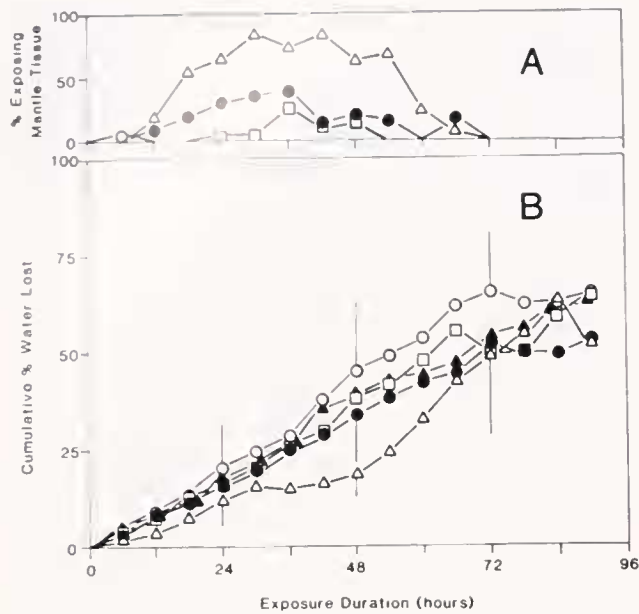 % Exposing
Mantle Tissue
100
50
0
A
100
75
50
25
0
Cumulativo % Water Lost
B
0
24
48
72
96
Exposure Duration (hours)